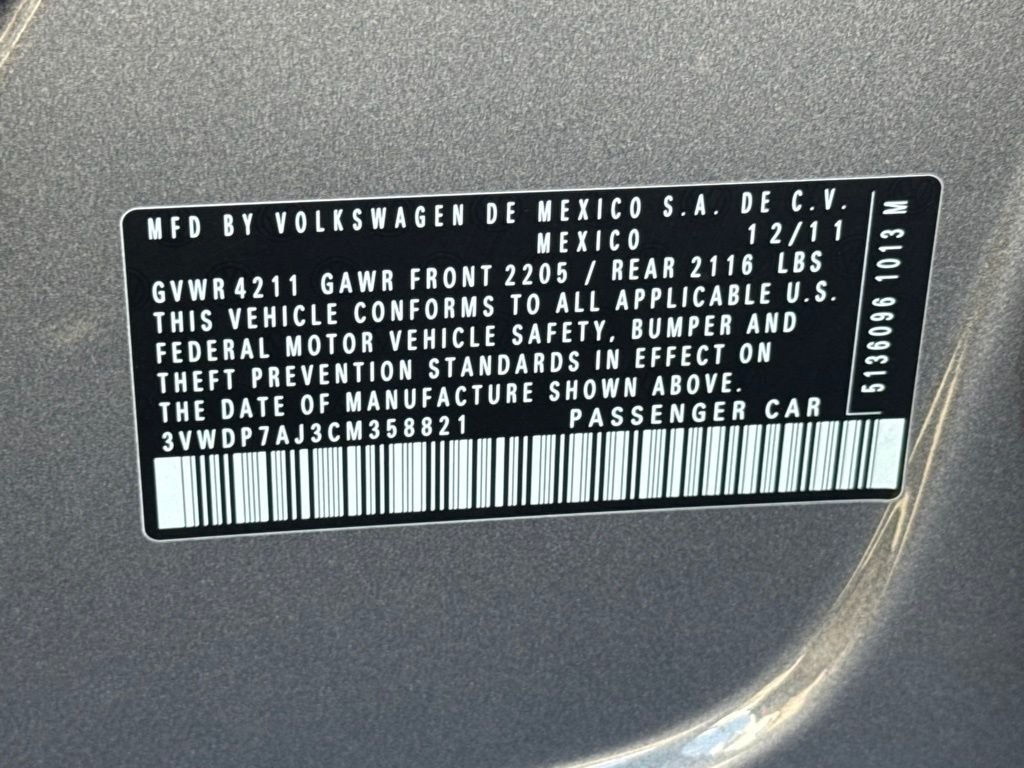 MFD BY VOLKSWAGEN DE MEXICO S.A. DE C.V.
MEXICO 12/11
GVWR 4211 GAWR FRONT 2205 / REAR 2116 LBS
THIS VEHICLE CONFORMS TO ALL APPLICABLE U.S.
FEDERAL MOTOR VEHICLE SAFETY, BUMPER AND
THEFT PREVENTION STANDARDS IN EFFECT ON
THE DATE OF MANUFACTURE SHOWN ABOVE.
3VWDP7AJ3CM358821 PASSENGER CAR
5136096 1013 M